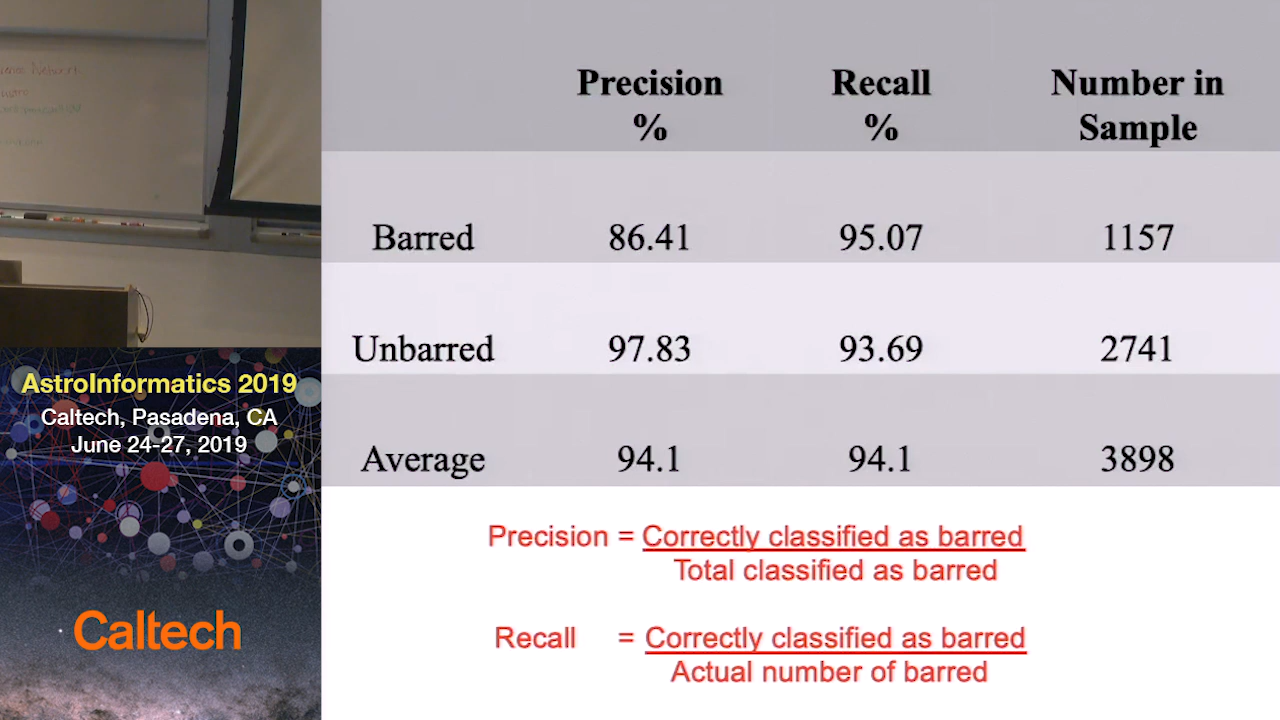 Precision Recall Number in
% % Sample
Barred 86.41 95.07 1157
Unbarred 97.83 93.69 2741
Average 94.1 94.1 3898
Precision = Correctly classified as barred
Total classified as barred
Recall = Correctly classified as barred
Actual number of barred
AstroInformatics 2019
Caltech, Pasadena, CA
June 24-27, 2019
Caltech